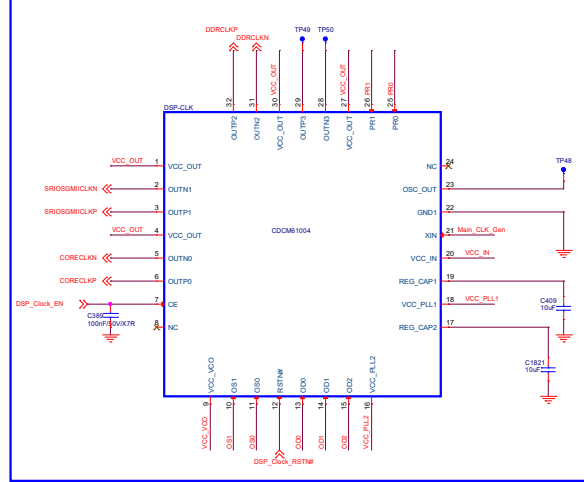 DDRCLKP
DDRCLKN
TP49
TP50
VCC_OUT
VCC_OUT
PR1
PR0
32
31
30
29
28
27
26
25
DSP-CLK
OUTP2
OUTN2
VCC_OUT
OUTP3
OUTN3
VCC_OUT
PR1
PR0
VCC_OUT 1 VCC_OUT
SRIOSGMIICLKN 2 OUTN1
SRIOSGMIICLKP 3 OUTP1
VCC_OUT 4 VCC_OUT
CORECLKN 5 OUTN0
CORECLKP 6 OUTP0
DSP_Clock_EN 7 CE
C389
100nF/50V/X7R
8 NC
CDCM61004
NC 24
TP48
OSC_OUT 23
GND1 22
XIN 21 Main_CLK_Gen
VCC_IN 20 VCC_IN
REG_CAP1 19
VCC_PLL1 18 VCC_PLL1
REG_CAP2 17
C409
10uF
C1821
10uF
VCC_VCO
OS1
OS0
RSTN#
OD0
OD1
OD2
VCC_PLL2
9
10
11
12
13
14
15
16
VCC_VCO
OS1
OS0
OD0
OD1
OD2
VCC_PLL2
DSP_Clock_RSTN#